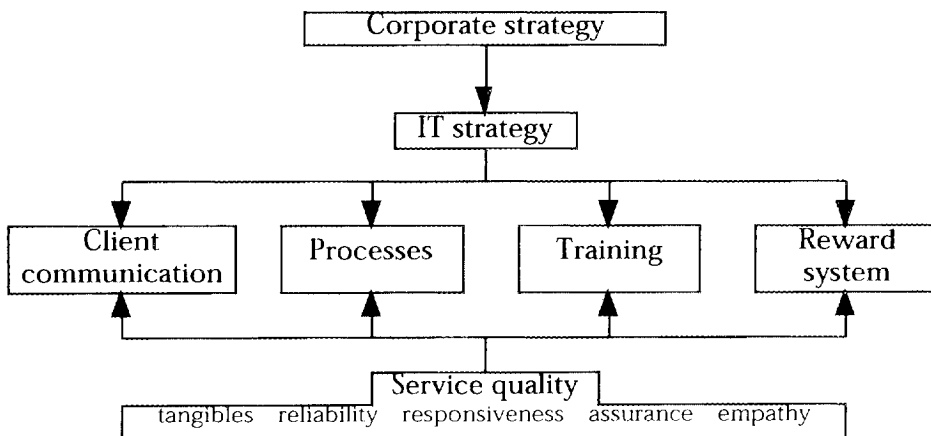 Corporate strategy
IT strategy
Client
communication
Processes
Training
Reward
system
Service quality
tangibles reliability responsiveness assurance empathy